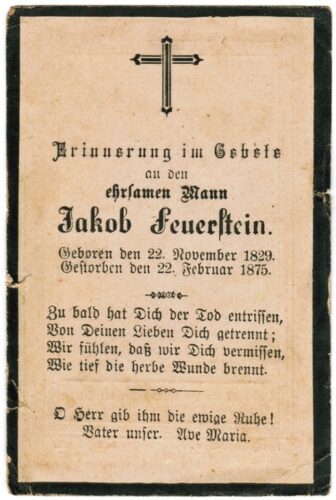 Erinnerung im Gebete
an den
ehrsamen Mann
Jakob Feuerstein.
Geboren den 22. November 1829.
Gestorben den 22. Februar 1875.
Zu bald hat Dich der Tod entrissen,
Von Deinen Lieben Dich getrennt;
Wir fühlen, daß wir Dich vermissen,
Wie tief die herbe Wunde brennt.
O Herr gib ihm die ewige Ruhe!
Vater unser. Ave Maria.